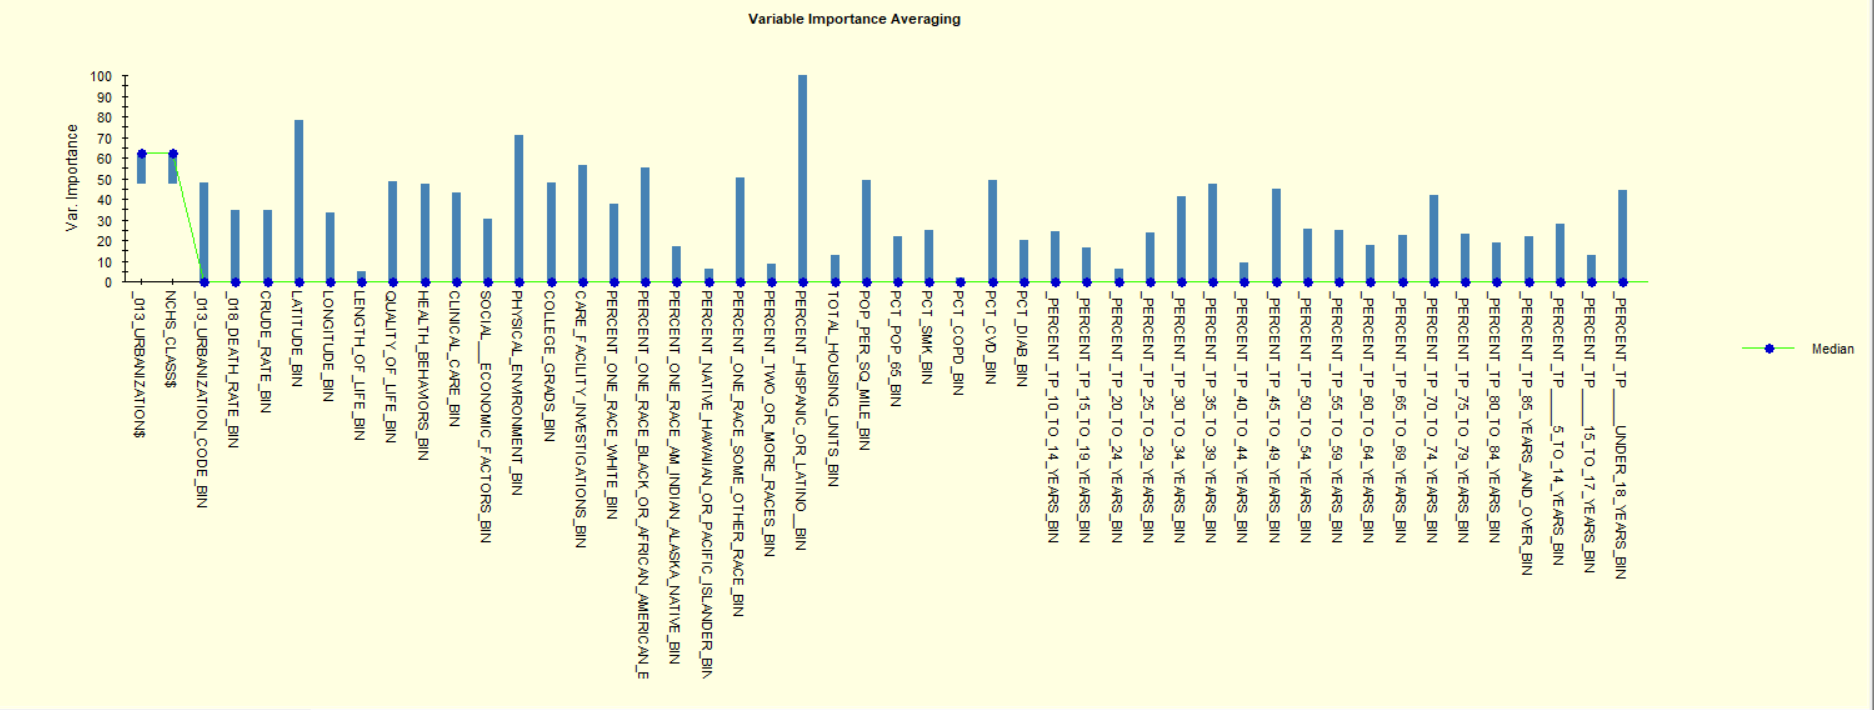 Variable Importance Averaging
100
90
80
70
60
50
40
30
20
10
0
Var. Importance
_013_URBANIZATION$
NCHS_CLASS$
_013_URBANIZATION_CODE_BIN
_018_DEATH_RATE_BIN
CRUDE_RATE_BIN
LATITUDE_BIN
LONGITUDE_BIN
LENGTH_OF_LIFE_BIN
QUALITY_OF_LIFE_BIN
HEALTH_BEHAVIORS_BIN
CLINICAL_CARE_BIN
SOCIAL___ECONOMIC_FACTORS_BIN
PHYSICAL_ENVIRONMENT_BIN
COLLEGE_GRADS_BIN
CARE_FACILITY_INVESTIGATIONS_BIN
PERCENT_ONE_RACE_WHITE_BIN
PERCENT_ONE_RACE_BLACK_OR_AFRICAN_AMERICAN_E
PERCENT_ONE_RACE_AM_INDIAN_ALASKA_NATIVE_BIN
PERCENT_NATIVE_HAWAIIAN_OR_PACIFIC_ISLANDER_BIN
PERCENT_ONE_RACE_SOME_OTHER_RACE_BIN
PERCENT_TWO_OR_MORE_RACES_BIN
PERCENT_HISPANIC_OR_LATINO__BIN
TOTAL_HOUSING_UNITS_BIN
POP_PER_SQ_MILE_BIN
PCT_POP_65_BIN
PCT_SMK_BIN
PCT_COPD_BIN
PCT_CVD_BIN
PCT_DIAB_BIN
_PERCENT_TP_10_TO_14_YEARS_BIN
_PERCENT_TP_15_TO_19_YEARS_BIN
_PERCENT_TP_20_TO_24_YEARS_BIN
_PERCENT_TP_25_TO_29_YEARS_BIN
_PERCENT_TP_30_TO_34_YEARS_BIN
_PERCENT_TP_35_TO_39_YEARS_BIN
_PERCENT_TP_40_TO_44_YEARS_BIN
_PERCENT_TP_45_TO_49_YEARS_BIN
_PERCENT_TP_50_TO_54_YEARS_BIN
_PERCENT_TP_55_TO_59_YEARS_BIN
_PERCENT_TP_60_TO_64_YEARS_BIN
_PERCENT_TP_65_TO_69_YEARS_BIN
_PERCENT_TP_70_TO_74_YEARS_BIN
_PERCENT_TP_75_TO_79_YEARS_BIN
_PERCENT_TP_80_TO_84_YEARS_BIN
_PERCENT_TP_85_YEARS_AND_OVER_BIN
_PERCENT_TP_____5_TO_14_YEARS_BIN
_PERCENT_TP_____15_TO_17_YEARS_BIN
_PERCENT_TP_____UNDER_18_YEARS_BIN
Median